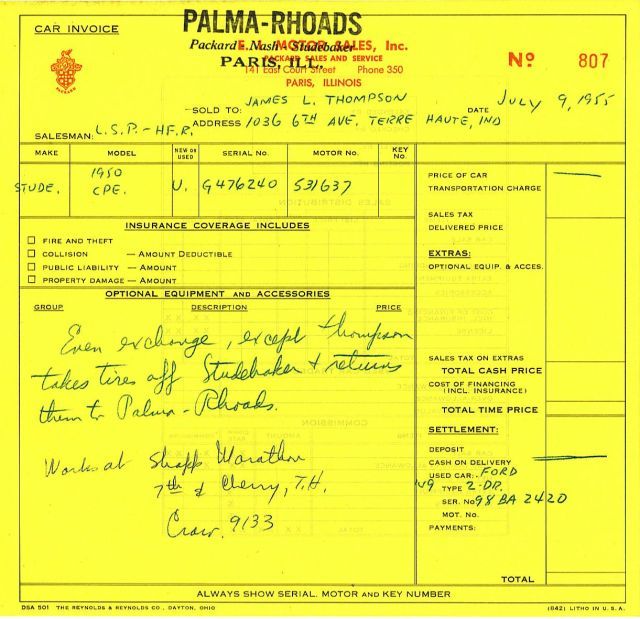 CAR INVOICE
PALMA-RHOADS
Packard - Nash - Studebaker
PARIS, ILL.
MOTOR SALES, Inc.
PACKARD SALES AND SERVICE
141 East Court Street Phone 350
PARIS, ILLINOIS
No 807
PACKARD
SOLD TO: JAMES L. THOMPSON
DATE JULY 9, 1955
ADDRESS 1036 6TH AVE, TERRE HAUTE, IND
SALESMAN: L.S.P. - H.F.R.
MAKE MODEL NEW OR USED SERIAL No. MOTOR No. KEY No.
STUDE. 1950 CPE. U. G476240 531637
PRICE OF CAR
TRANSPORTATION CHARGE
SALES TAX
DELIVERED PRICE
EXTRAS:
OPTIONAL EQUIP. & ACCES.
INSURANCE COVERAGE INCLUDES
FIRE AND THEFT
COLLISION — AMOUNT DEDUCTIBLE
PUBLIC LIABILITY — AMOUNT
PROPERTY DAMAGE — AMOUNT
OPTIONAL EQUIPMENT AND ACCESSORIES
GROUP DESCRIPTION PRICE
Even exchange, except Thompson
takes tires off Studebaker & returns
them to Palma-Rhoads.
Works at Shapp Marathon
7th & Cherry, T.H.
Craw. 9133
SALES TAX ON EXTRAS
TOTAL CASH PRICE
COST OF FINANCING
(INCL. INSURANCE)
TOTAL TIME PRICE
SETTLEMENT:
DEPOSIT
CASH ON DELIVERY
USED CAR: FORD
'49 TYPE 2-DR.
SER. NO 98 BA 2420
MOT. NO.
PAYMENTS:
TOTAL
ALWAYS SHOW SERIAL, MOTOR AND KEY NUMBER
DSA 501 THE REYNOLDS & REYNOLDS CO., DAYTON, OHIO
(842) LITHO IN U.S.A.